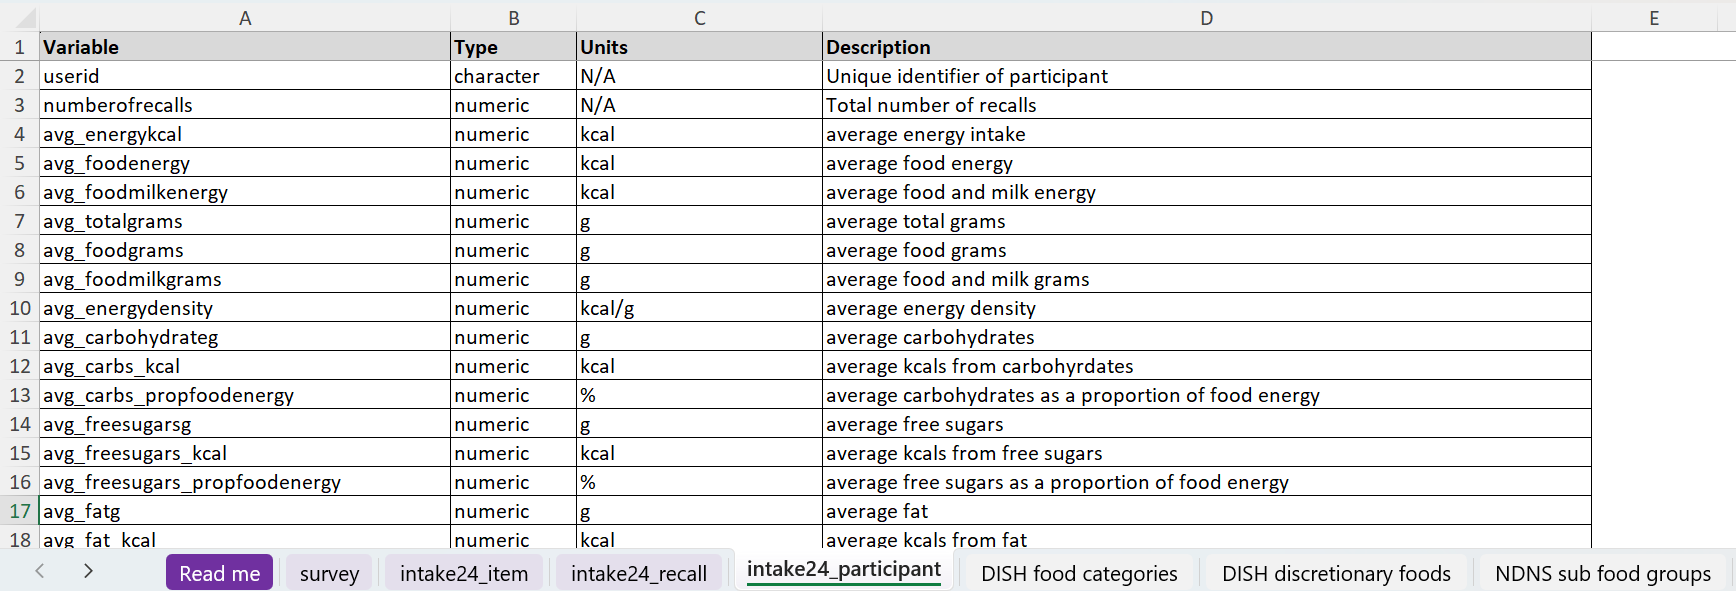 A B C D E
1 Variable Type Units Description
2 userid character N/A Unique identifier of participant
3 numberofrecalls numeric N/A Total number of recalls
4 avg_energykcal numeric kcal average energy intake
5 avg_foodenergy numeric kcal average food energy
6 avg_foodmilkenergy numeric kcal average food and milk energy
7 avg_totalgrams numeric g average total grams
8 avg_foodgrams numeric g average food grams
9 avg_foodmilkgrams numeric g average food and milk grams
10 avg_energydensity numeric kcal/g average energy density
11 avg_carbohydrateg numeric g average carbohydrates
12 avg_carbs_kcal numeric kcal average kcals from carbohyrdates
13 avg_carbs_propfoodenergy numeric % average carbohydrates as a proportion of food energy
14 avg_freesugarsg numeric g average free sugars
15 avg_freesugars_kcal numeric kcal average kcals from free sugars
16 avg_freesugars_propfoodenergy numeric % average free sugars as a proportion of food energy
17 avg_fatg numeric g average fat
18 avg_fat_kcal numeric kcal average kcals from fat
Read me survey intake24_item intake24_recall intake24_participant DISH food categories DISH discretionary foods NDNS sub food groups